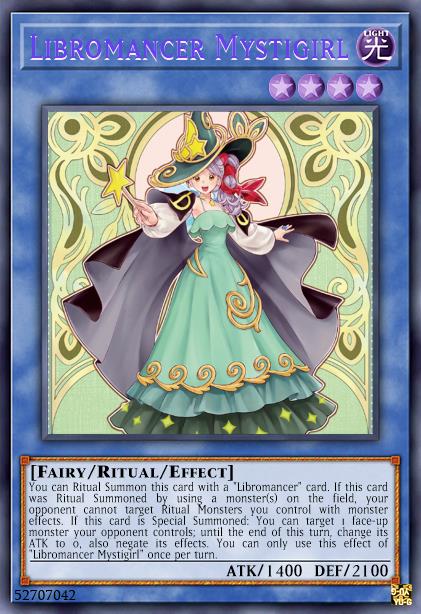 Libromancer Mystigirl
LIGHT
光
[Fairy/Ritual/Effect]
You can Ritual Summon this card with a "Libromancer" card. If this
card was Ritual Summoned by using a monster(s) on the field, your
opponent cannot target Ritual Monsters you control with monster
effects. If this card is Special Summoned: You can target 1 face-up
monster your opponent controls; until the end of this turn, change its
ATK to 0, also negate its effects. You can only use this effect of
"Libromancer Mystigirl" once per turn.
ATK/1400 DEF/2100
52707042